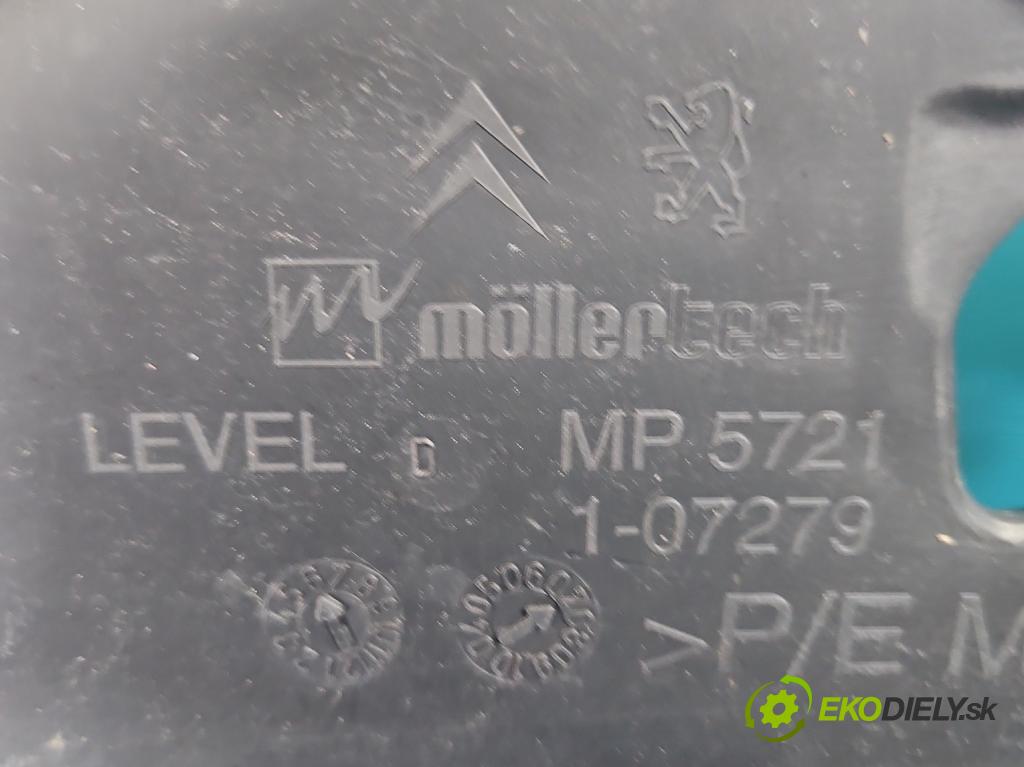 möllertech
LEVEL D MP 5721
1-07279
>P/E M
EKODIELY.sk